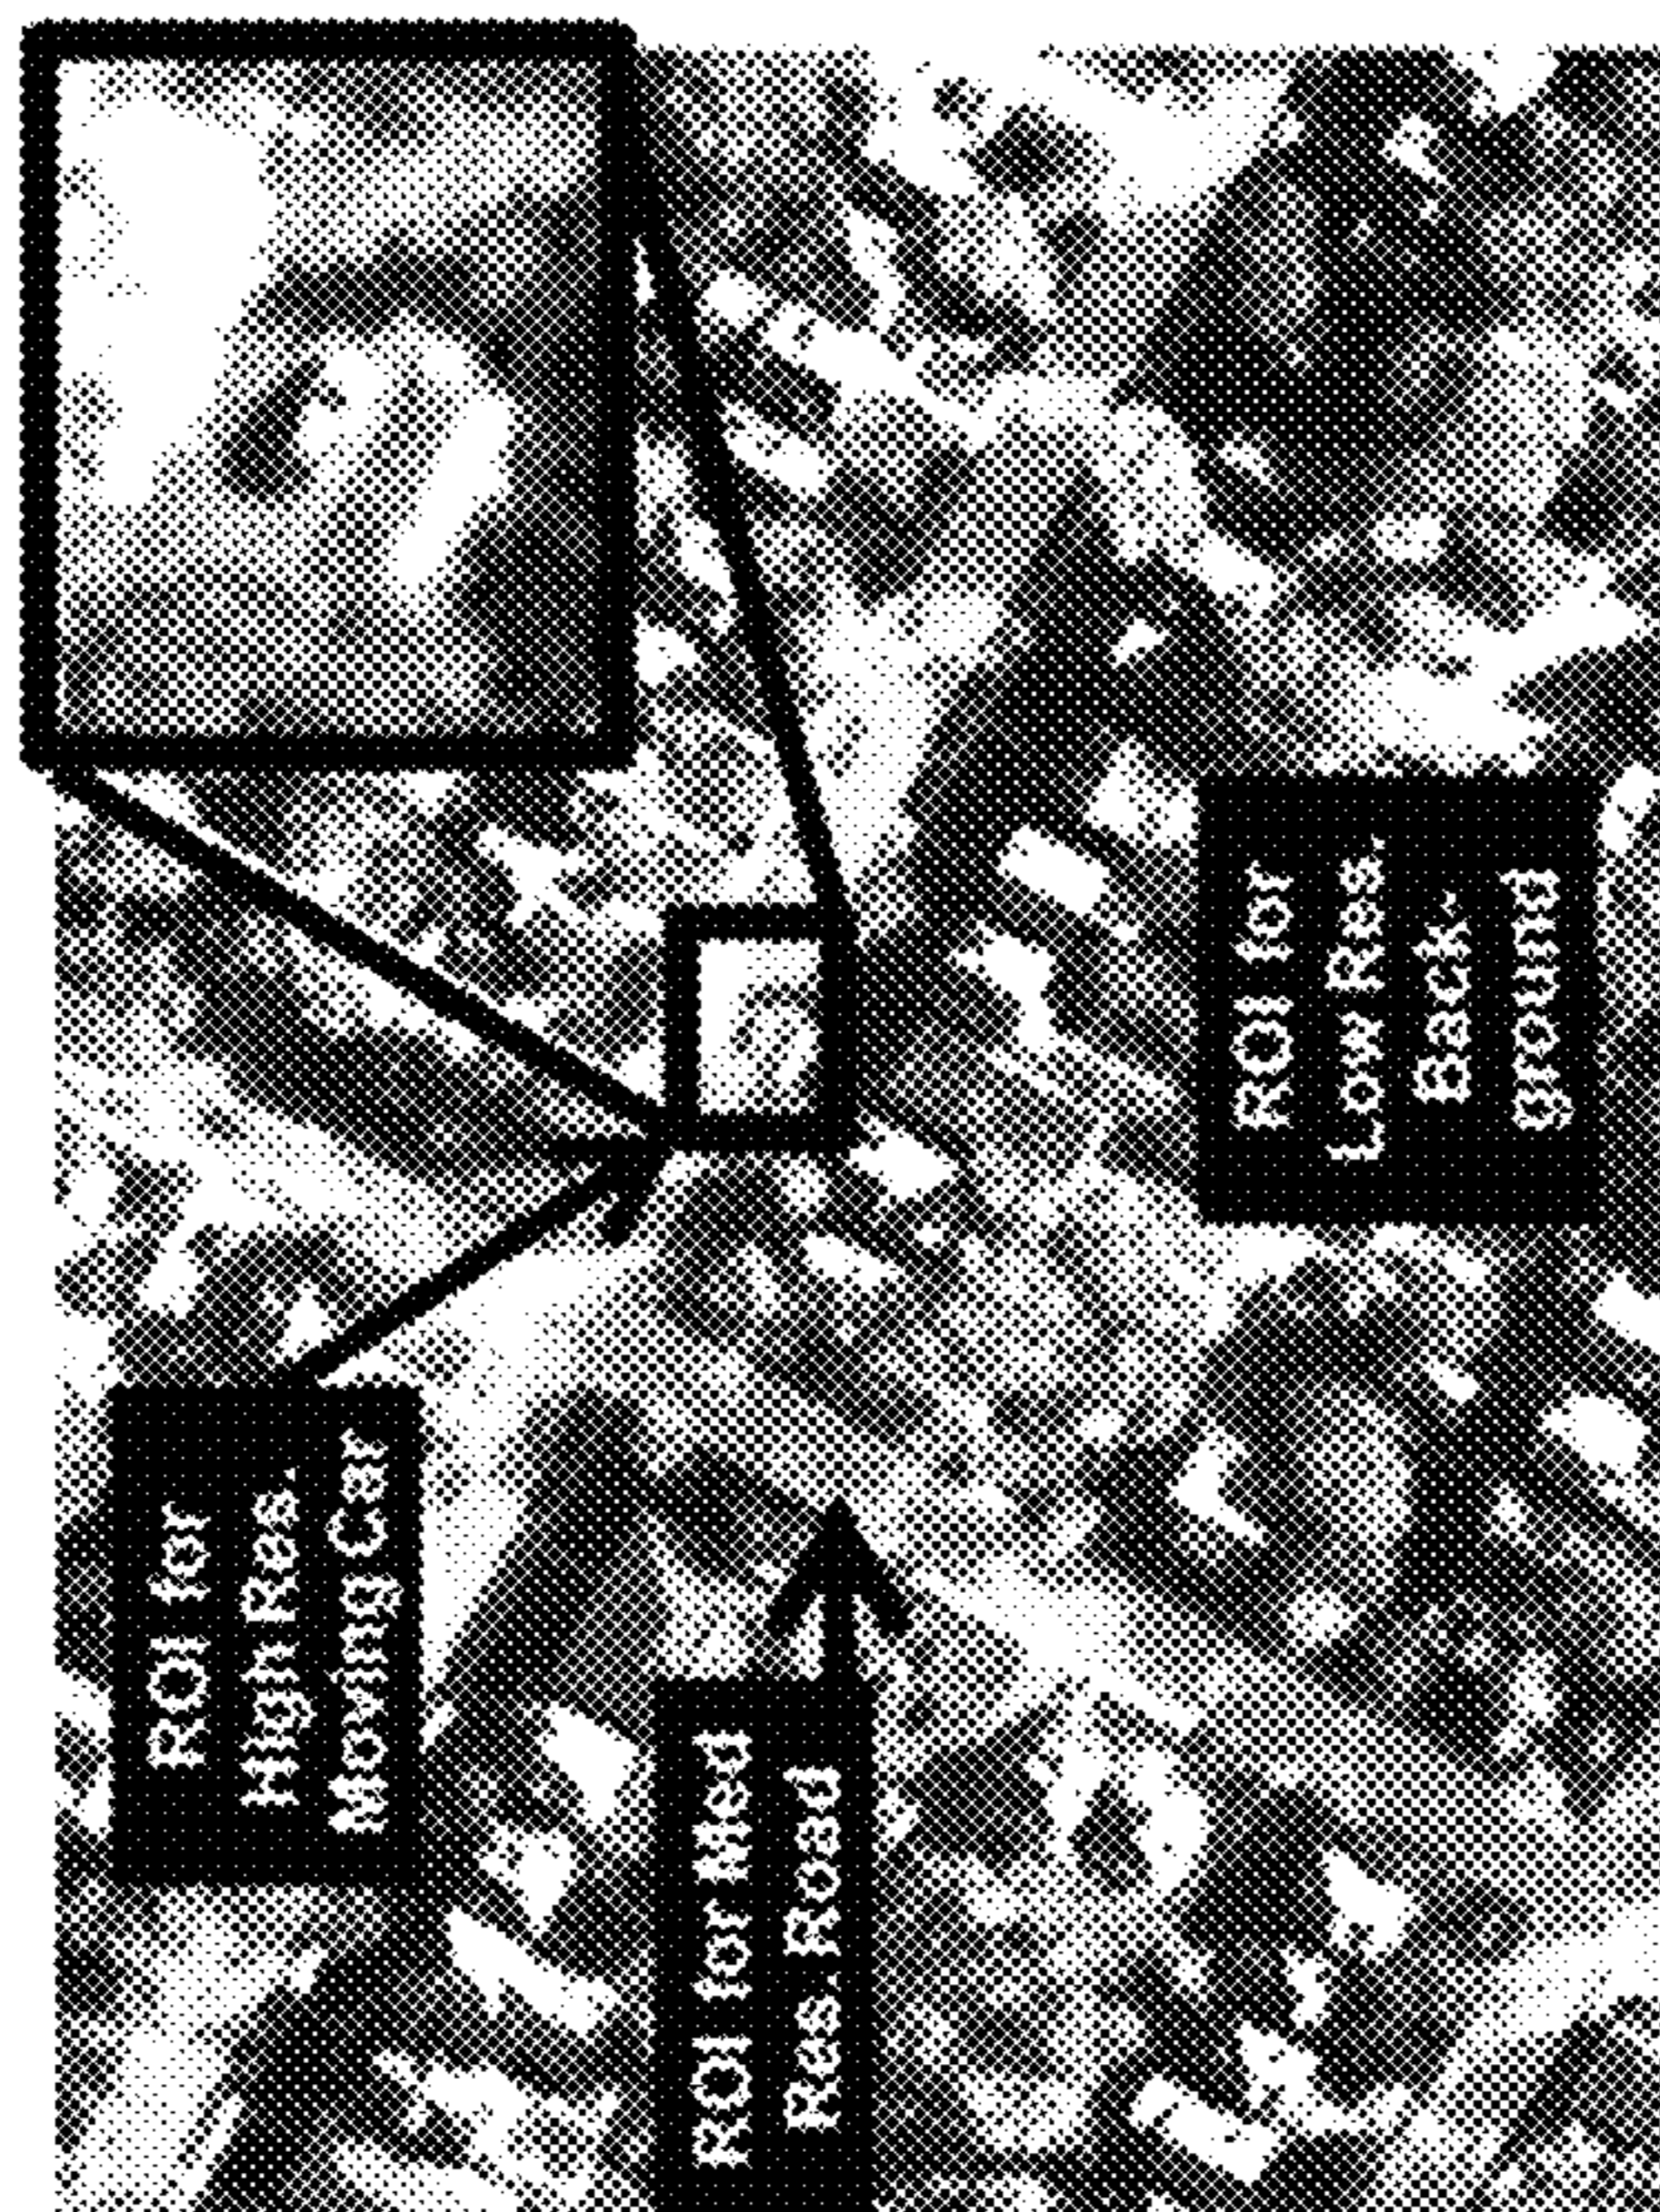 ROI for
High Res.
Moving Car
ROI for Med
Res. Road
ROI for
Low Res.
Back-
ground